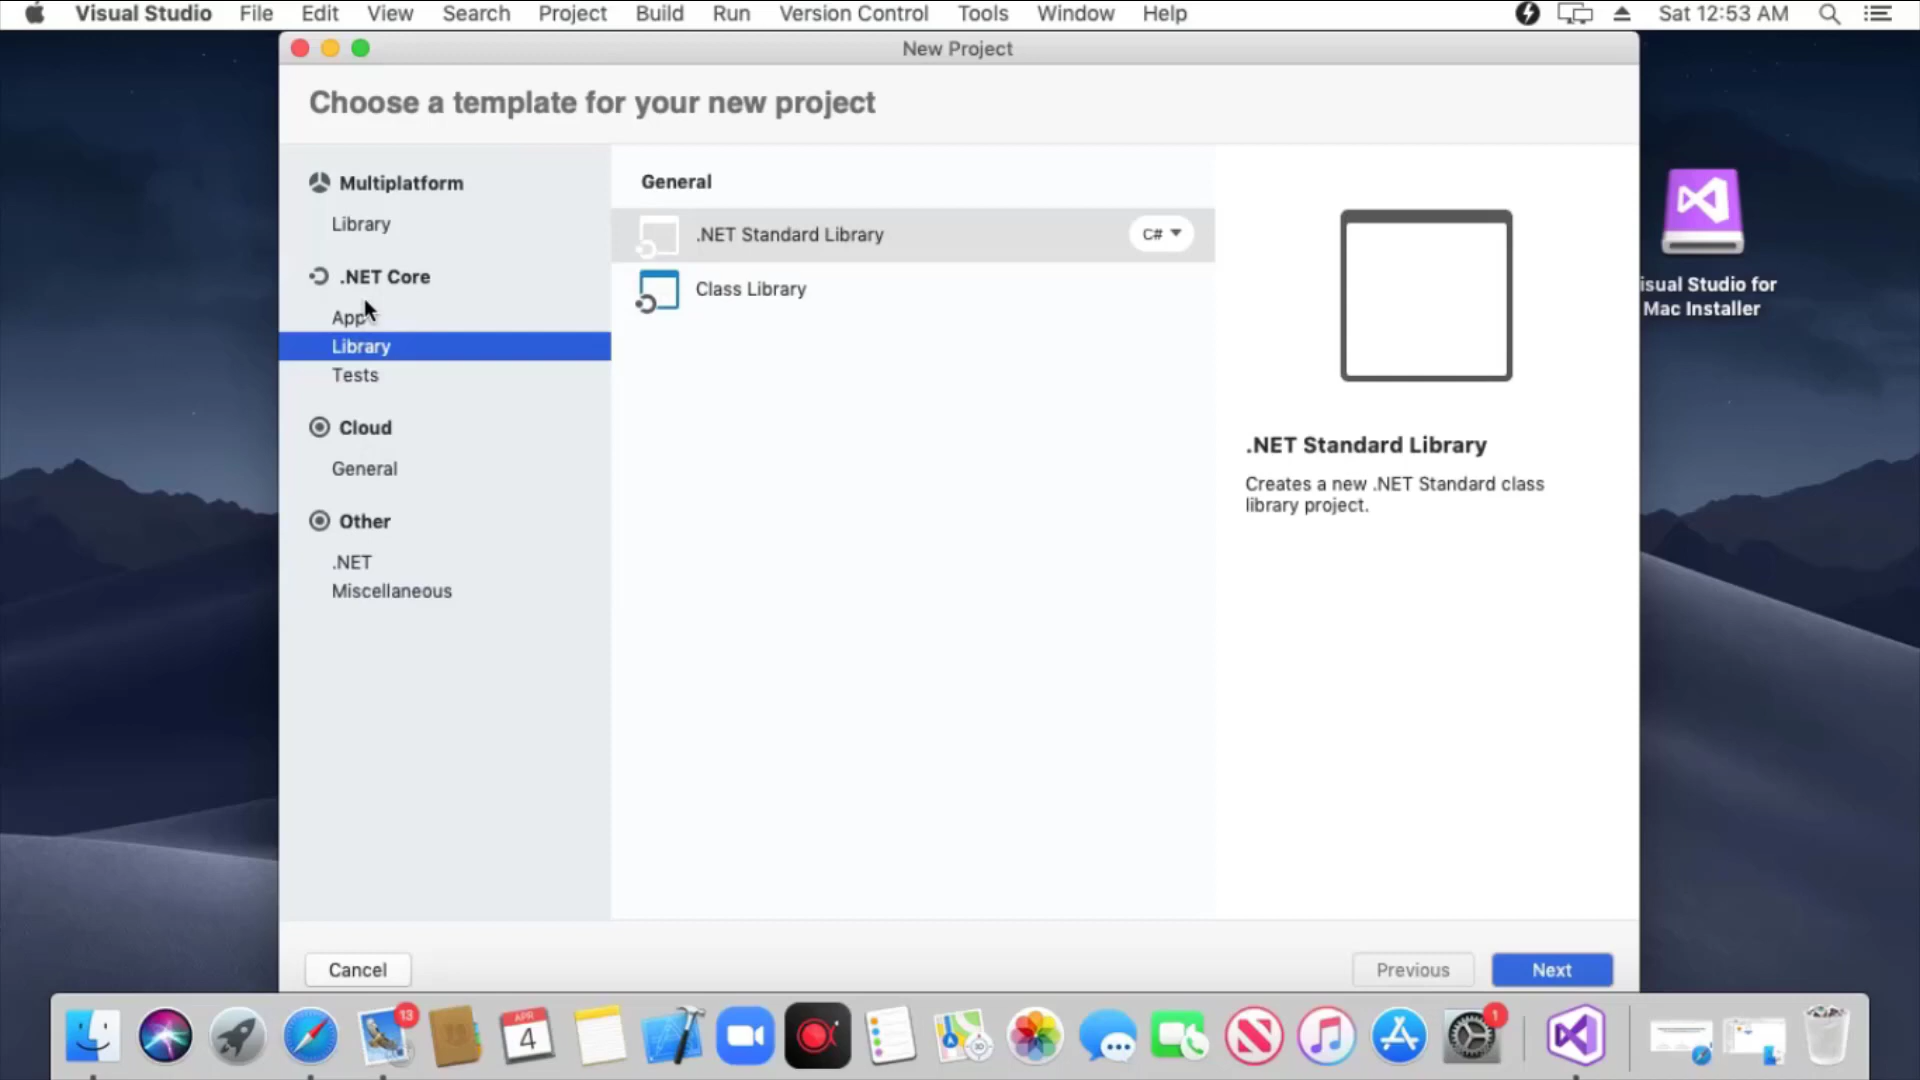 Visual Studio File Edit View Search Project Build Run Version Control Tools Window Help Sat 12:53 AM
New Project
Choose a template for your new project
Multiplatform
Library
.NET Core
App
Library
Tests
Cloud
General
Other
.NET
Miscellaneous
General
.NET Standard Library C#
Class Library
.NET Standard Library
Creates a new .NET Standard class
library project.
isual Studio for
Mac Installer
Cancel Previous Next
13
APR
4
3D
1